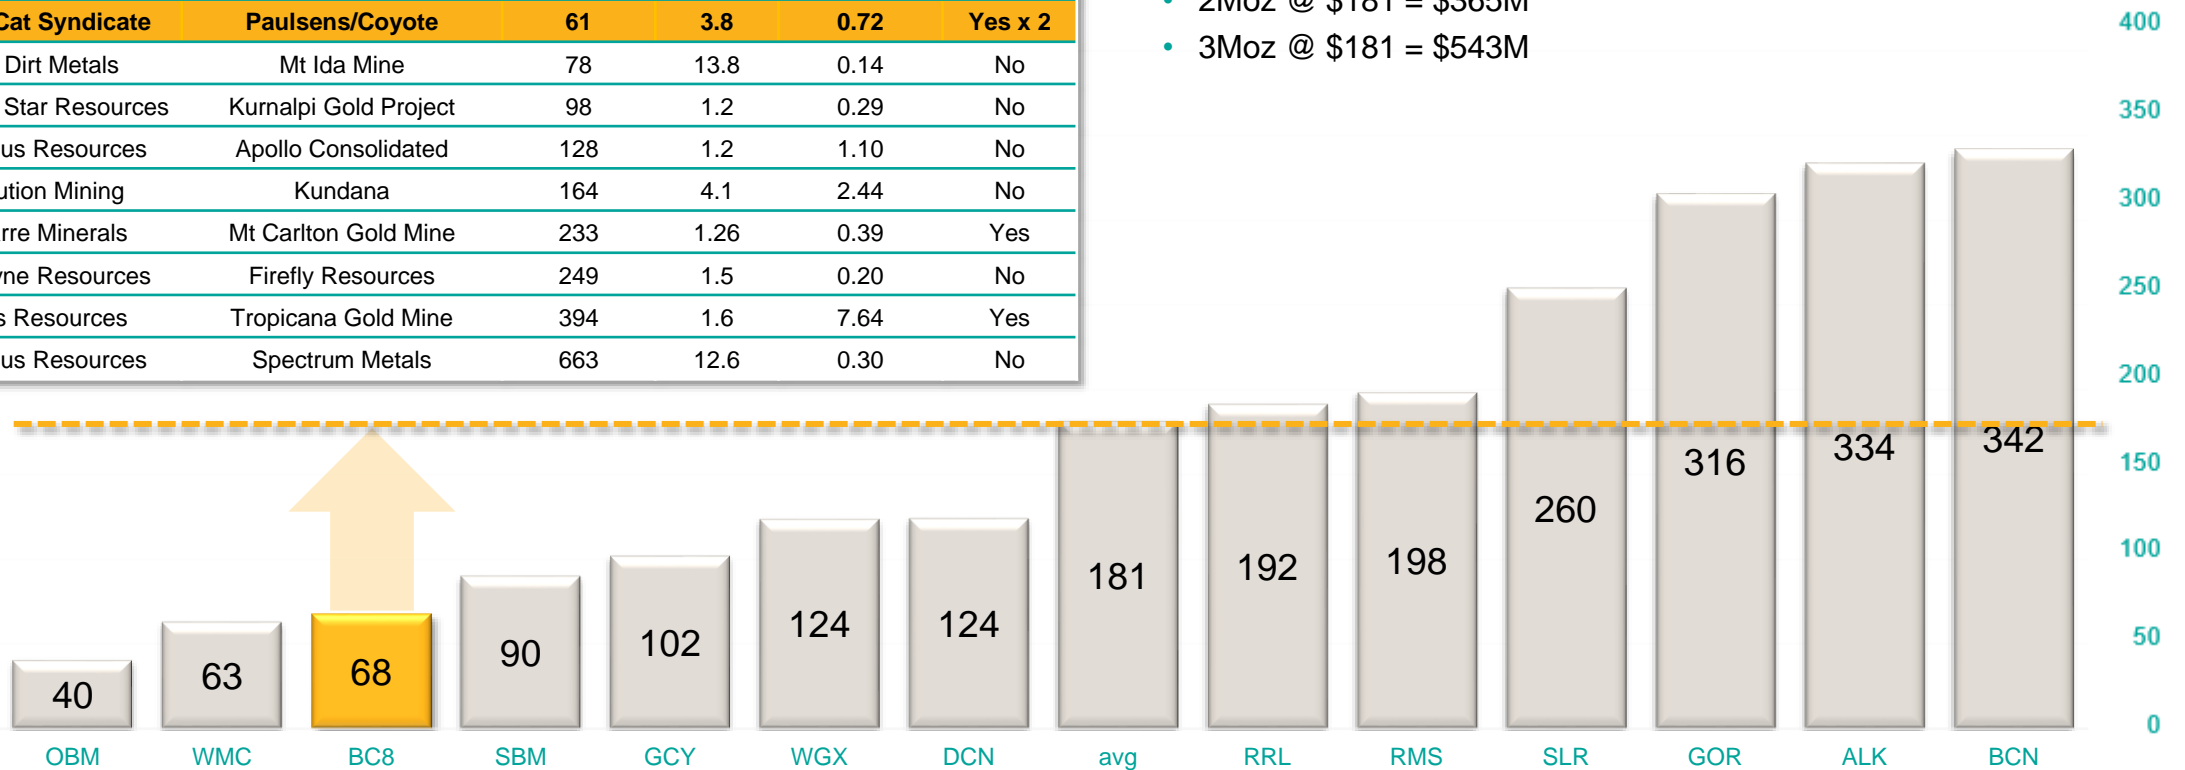 Cat Syndicate Paulsens/Coyote 61 3.8 0.72 Yes x 2
Dirt Metals Mt Ida Mine 78 13.8 0.14 No
Star Resources Kurnalpi Gold Project 98 1.2 0.29 No
us Resources Apollo Consolidated 128 1.2 1.10 No
ution Mining Kundana 164 4.1 2.44 No
rre Minerals Mt Carlton Gold Mine 233 1.26 0.39 Yes
yne Resources Firefly Resources 249 1.5 0.20 No
s Resources Tropicana Gold Mine 394 1.6 7.64 Yes
us Resources Spectrum Metals 663 12.6 0.30 No
• 2Moz @ $181 = $365M
• 3Moz @ $181 = $543M
400
350
300
250
200
150
100
50
0
40 63 68 90 102 124 124 181 192 198 260 316 334 342
OBM WMC BC8 SBM GCY WGX DCN avg RRL RMS SLR GOR ALK BCN